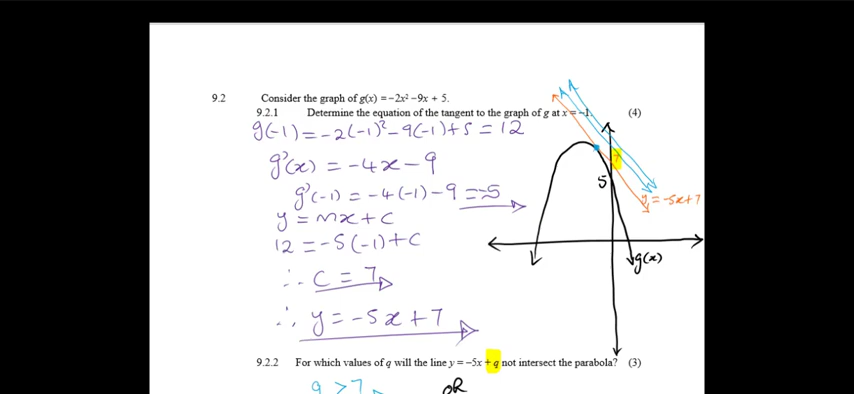 9.2 Consider the graph of g(x) = −2x² −9x + 5.
9.2.1 Determine the equation of the tangent to the graph of g at x = −1. (4)
g(-1) = -2(-1)² - 9(-1) + 5 = 12
g'(x) = -4x - 9
g'(-1) = -4(-1) - 9 = -5
y = mx + c
12 = -5(-1) + c
∴ c = 7
∴ y = -5x + 7
7
5
y = -5x + 7
g(x)
9.2.2 For which values of q will the line y = −5x + q not intersect the parabola? (3)
q > 7
OR